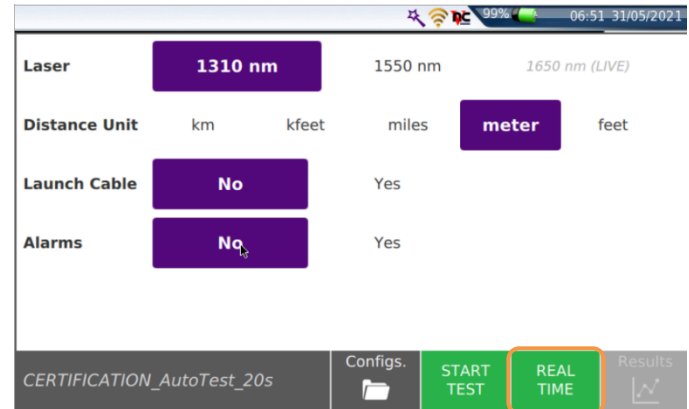 99% 06:51 31/05/2021
Laser 1310 nm 1550 nm 1650 nm (LIVE)
Distance Unit km kfeet miles meter feet
Launch Cable No Yes
Alarms No Yes
CERTIFICATION_AutoTest_20s
Configs.
START
TEST
REAL
TIME
Results